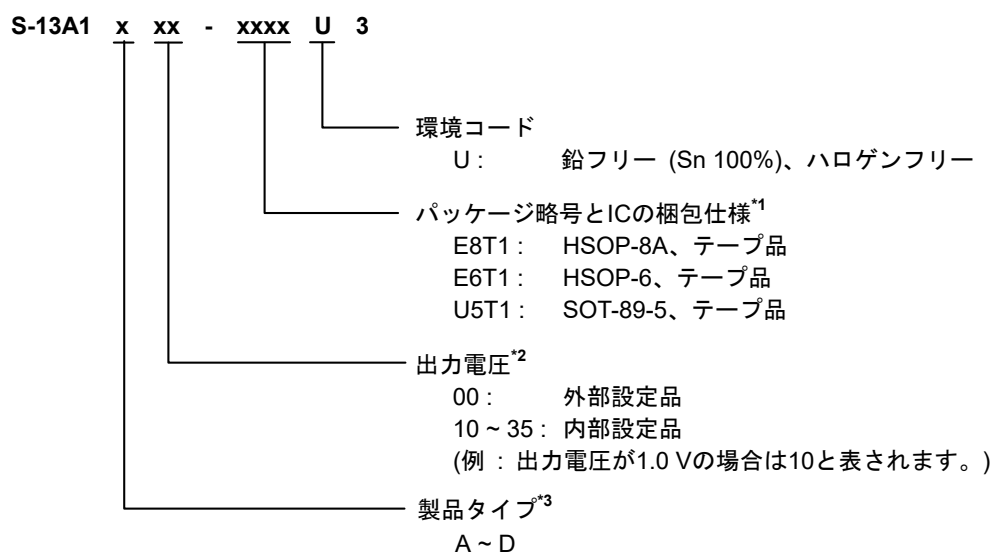 S-13A1 x xx - xxxx U 3
環境コード
U : 鉛フリー (Sn 100%)、ハロゲンフリー
パッケージ略号とICの梱包仕様*1
E8T1 : HSOP-8A、テープ品
E6T1 : HSOP-6、テープ品
U5T1 : SOT-89-5、テープ品
出力電圧*2
00 : 外部設定品
10 ~ 35 : 内部設定品
(例 : 出力電圧が1.0 Vの場合は10と表されます。)
製品タイプ*3
A ~ D